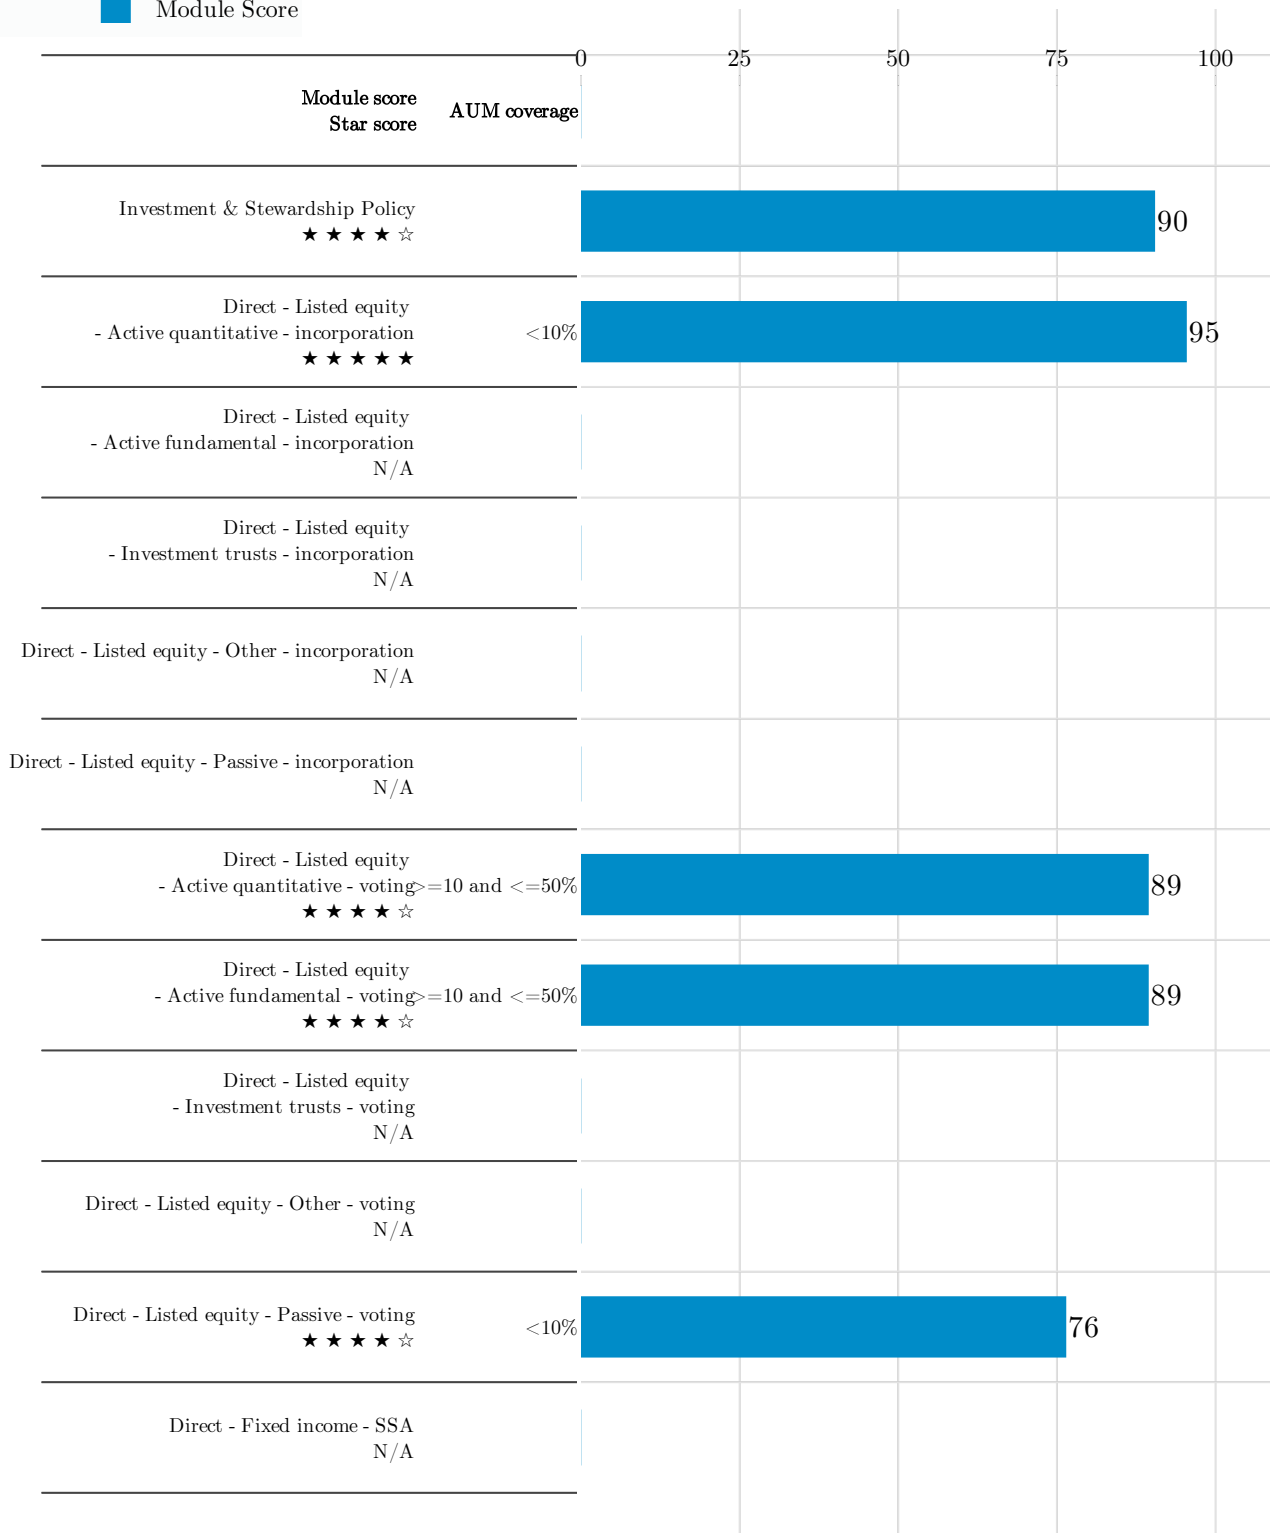 Module Score
0 25 50 75 100
Module score
Star score
AUM coverage
Investment & Stewardship Policy
★ ★ ★ ★ ☆
90
Direct - Listed equity
- Active quantitative - incorporation
★ ★ ★ ★ ★
<10%
95
Direct - Listed equity
- Active fundamental - incorporation
N/A
Direct - Listed equity
- Investment trusts - incorporation
N/A
Direct - Listed equity - Other - incorporation
N/A
Direct - Listed equity - Passive - incorporation
N/A
Direct - Listed equity
- Active quantitative - voting
★ ★ ★ ★ ☆
>=10 and <=50%
89
Direct - Listed equity
- Active fundamental - voting
★ ★ ★ ★ ☆
>=10 and <=50%
89
Direct - Listed equity
- Investment trusts - voting
N/A
Direct - Listed equity - Other - voting
N/A
Direct - Listed equity - Passive - voting
★ ★ ★ ★ ☆
<10%
76
Direct - Fixed income - SSA
N/A